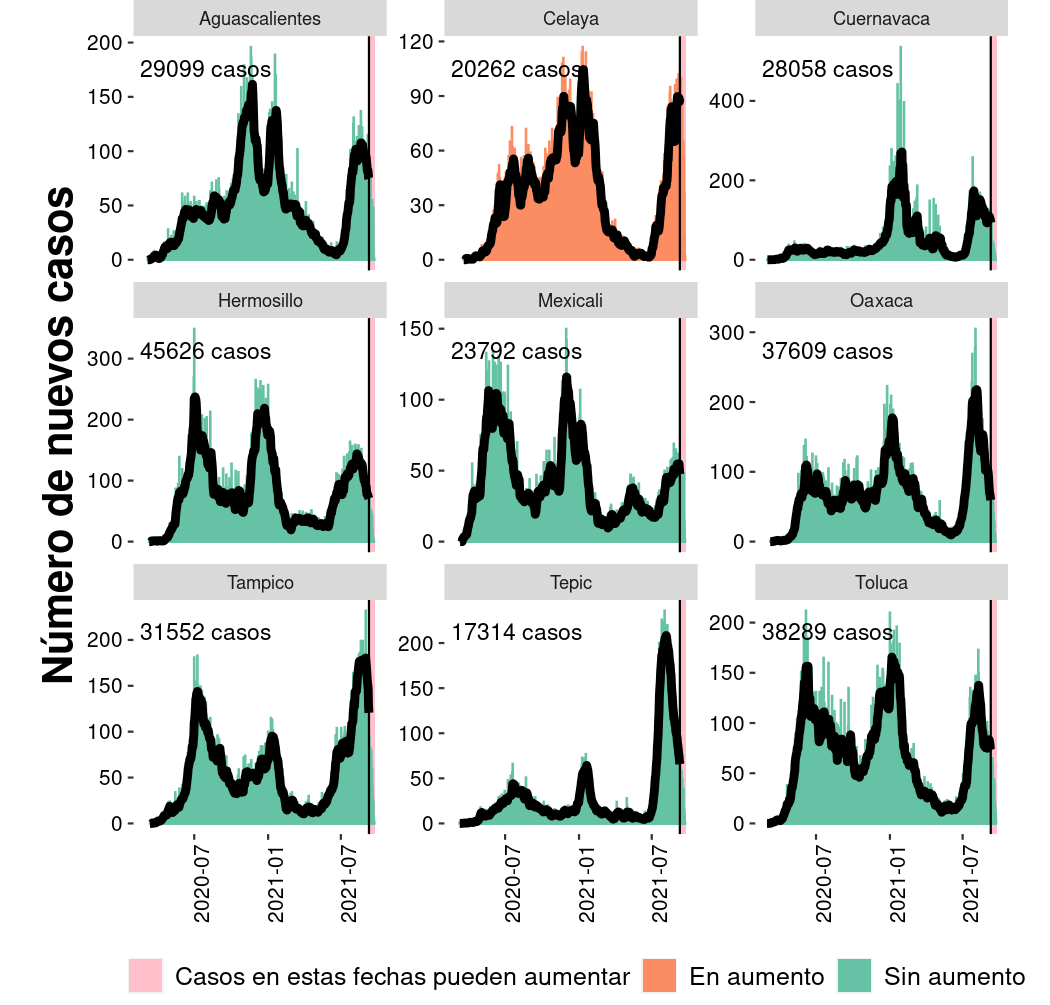 Número de nuevos casos
Aguascalientes
Celaya
Cuernavaca
29099 casos
20262 casos
28058 casos
200
150
100
50
0
120
90
60
30
0
400
200
0
Hermosillo
Mexicali
Oaxaca
45626 casos
23792 casos
37609 casos
300
200
100
0
150
100
50
0
300
200
100
0
Tampico
Tepic
Toluca
31552 casos
17314 casos
38289 casos
200
150
100
50
0
200
150
100
50
0
200
150
100
50
0
2020-07
2021-01
2021-07
2020-07
2021-01
2021-07
2020-07
2021-01
2021-07
Casos en estas fechas pueden aumentar
En aumento
Sin aumento